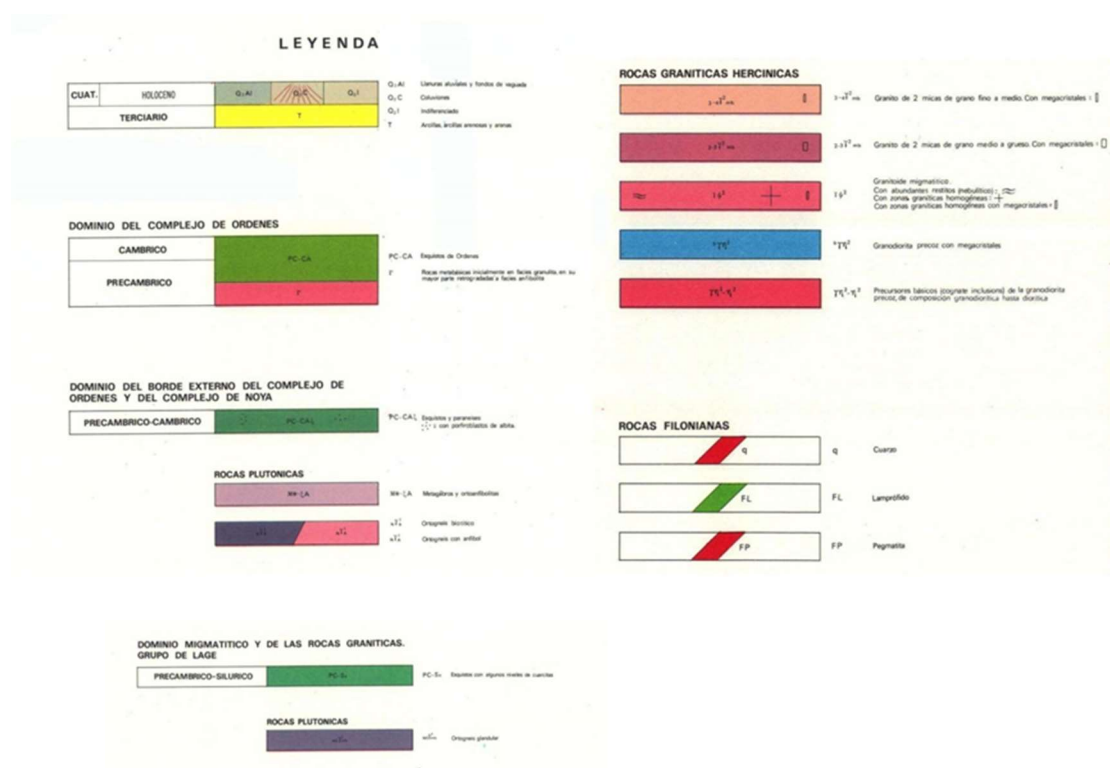 LEYENDA
CUAT.
HOLOCENO
Q₂Al
Q₂C
Q₂I
TERCIARIO
T
Q₂Al Llanuras aluviales y fondos de vaguada
Q₂C Coluviones
Q₂I Indiferenciado
T Arcillas, arcillas arenosas y arenas
DOMINIO DEL COMPLEJO DE ORDENES
CAMBRICO
PRECAMBRICO
PC-CA
PC-CA Esquistos de Ordenes
Rocas metabásicas inicialmente en facies granulita, en su
mayor parte retrogradadas a facies anfibolita
DOMINIO DEL BORDE EXTERNO DEL COMPLEJO DE
ORDENES Y DEL COMPLEJO DE NOYA
PRECAMBRICO-CAMBRICO
Esquistos y paraneises
con porfiroblastos de albita.
ROCAS PLUTONICAS
Metagabros y ortoanfibolitas
Ortogneis biotítico
Ortogneis con anfibol
DOMINIO MIGMATITICO Y DE LAS ROCAS GRANITICAS.
GRUPO DE LAGE
PRECAMBRICO-SILURICO
Esquistos con algunos niveles de cuarcitas
ROCAS PLUTONICAS
Ortogneis glandular
ROCAS GRANITICAS HERCINICAS
Granito de 2 micas de grano fino a medio. Con megacristales :
Granito de 2 micas de grano medio a grueso. Con megacristales :
Granitoide migmatítico.
Con abundantes restitos (nebulítico) : ≈
Con zonas graníticas homogéneas : +
Con zonas graníticas homogéneas con megacristales :
Granodiorita precoz con megacristales
Precursores básicos (cognate inclusions) de la granodiorita
precoz, de composición granodiorítica hasta diorítica
ROCAS FILONIANAS
q
q Cuarzo
FL
FL Lamprófido
FP
FP Pegmatita